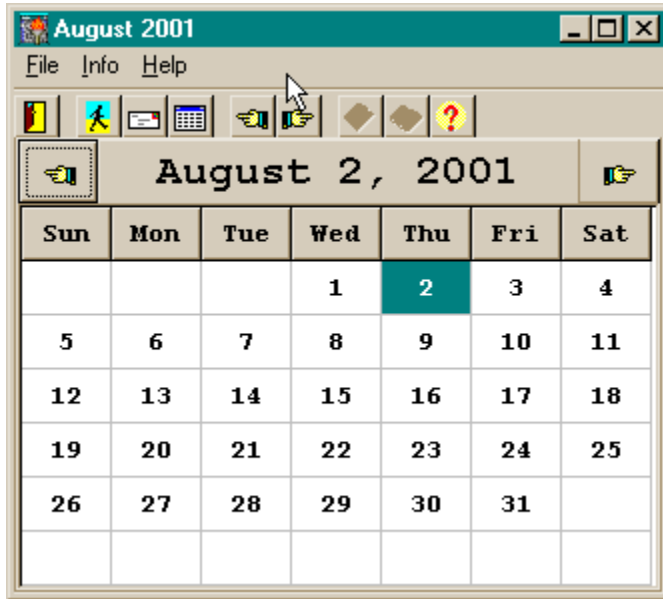 August 2001
File Info Help
?
August 2, 2001
Sun Mon Tue Wed Thu Fri Sat
1 2 3 4
5 6 7 8 9 10 11
12 13 14 15 16 17 18
19 20 21 22 23 24 25
26 27 28 29 30 31